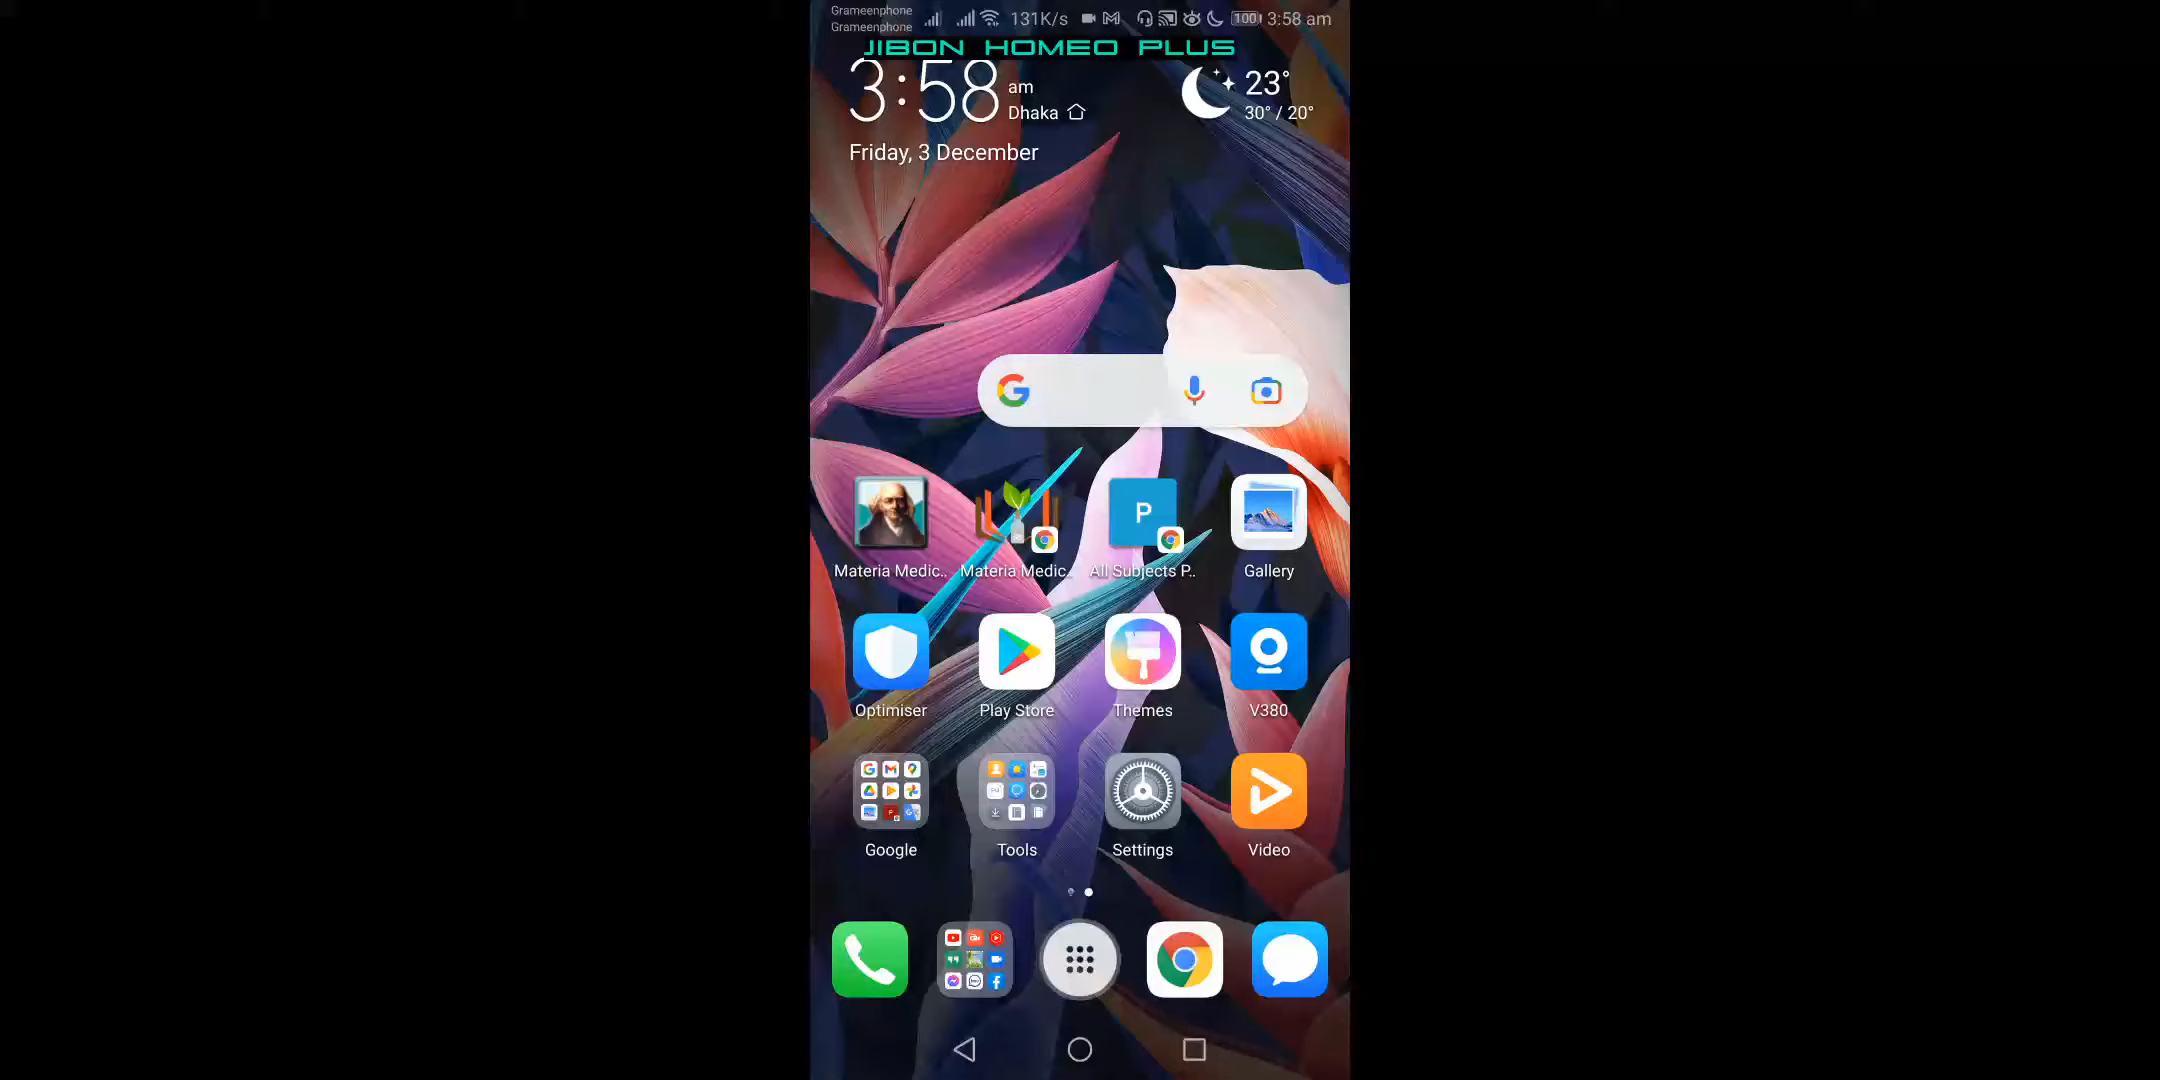 Grameenphone
Grameenphone
131K/s
100
3:58 am
JIBON HOMEO PLUS
3:58 am
23°
Dhaka
30° / 20°
Friday, 3 December
P
Materia Medic..
Materia Medic..
All Subjects P..
Gallery
Optimiser
Play Store
Themes
V380
Google
Tools
Settings
Video